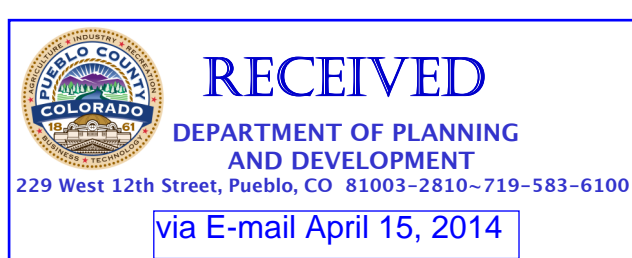 PUEBLO COUNTY
AGRICULTURE ★ INDUSTRY ★ RECREATION
COLORADO
18 61
BUSINESS ★ TECHNOLOGY
RECEIVED
DEPARTMENT OF PLANNING
AND DEVELOPMENT
229 West 12th Street, Pueblo, CO 81003-2810~719-583-6100
via E-mail April 15, 2014